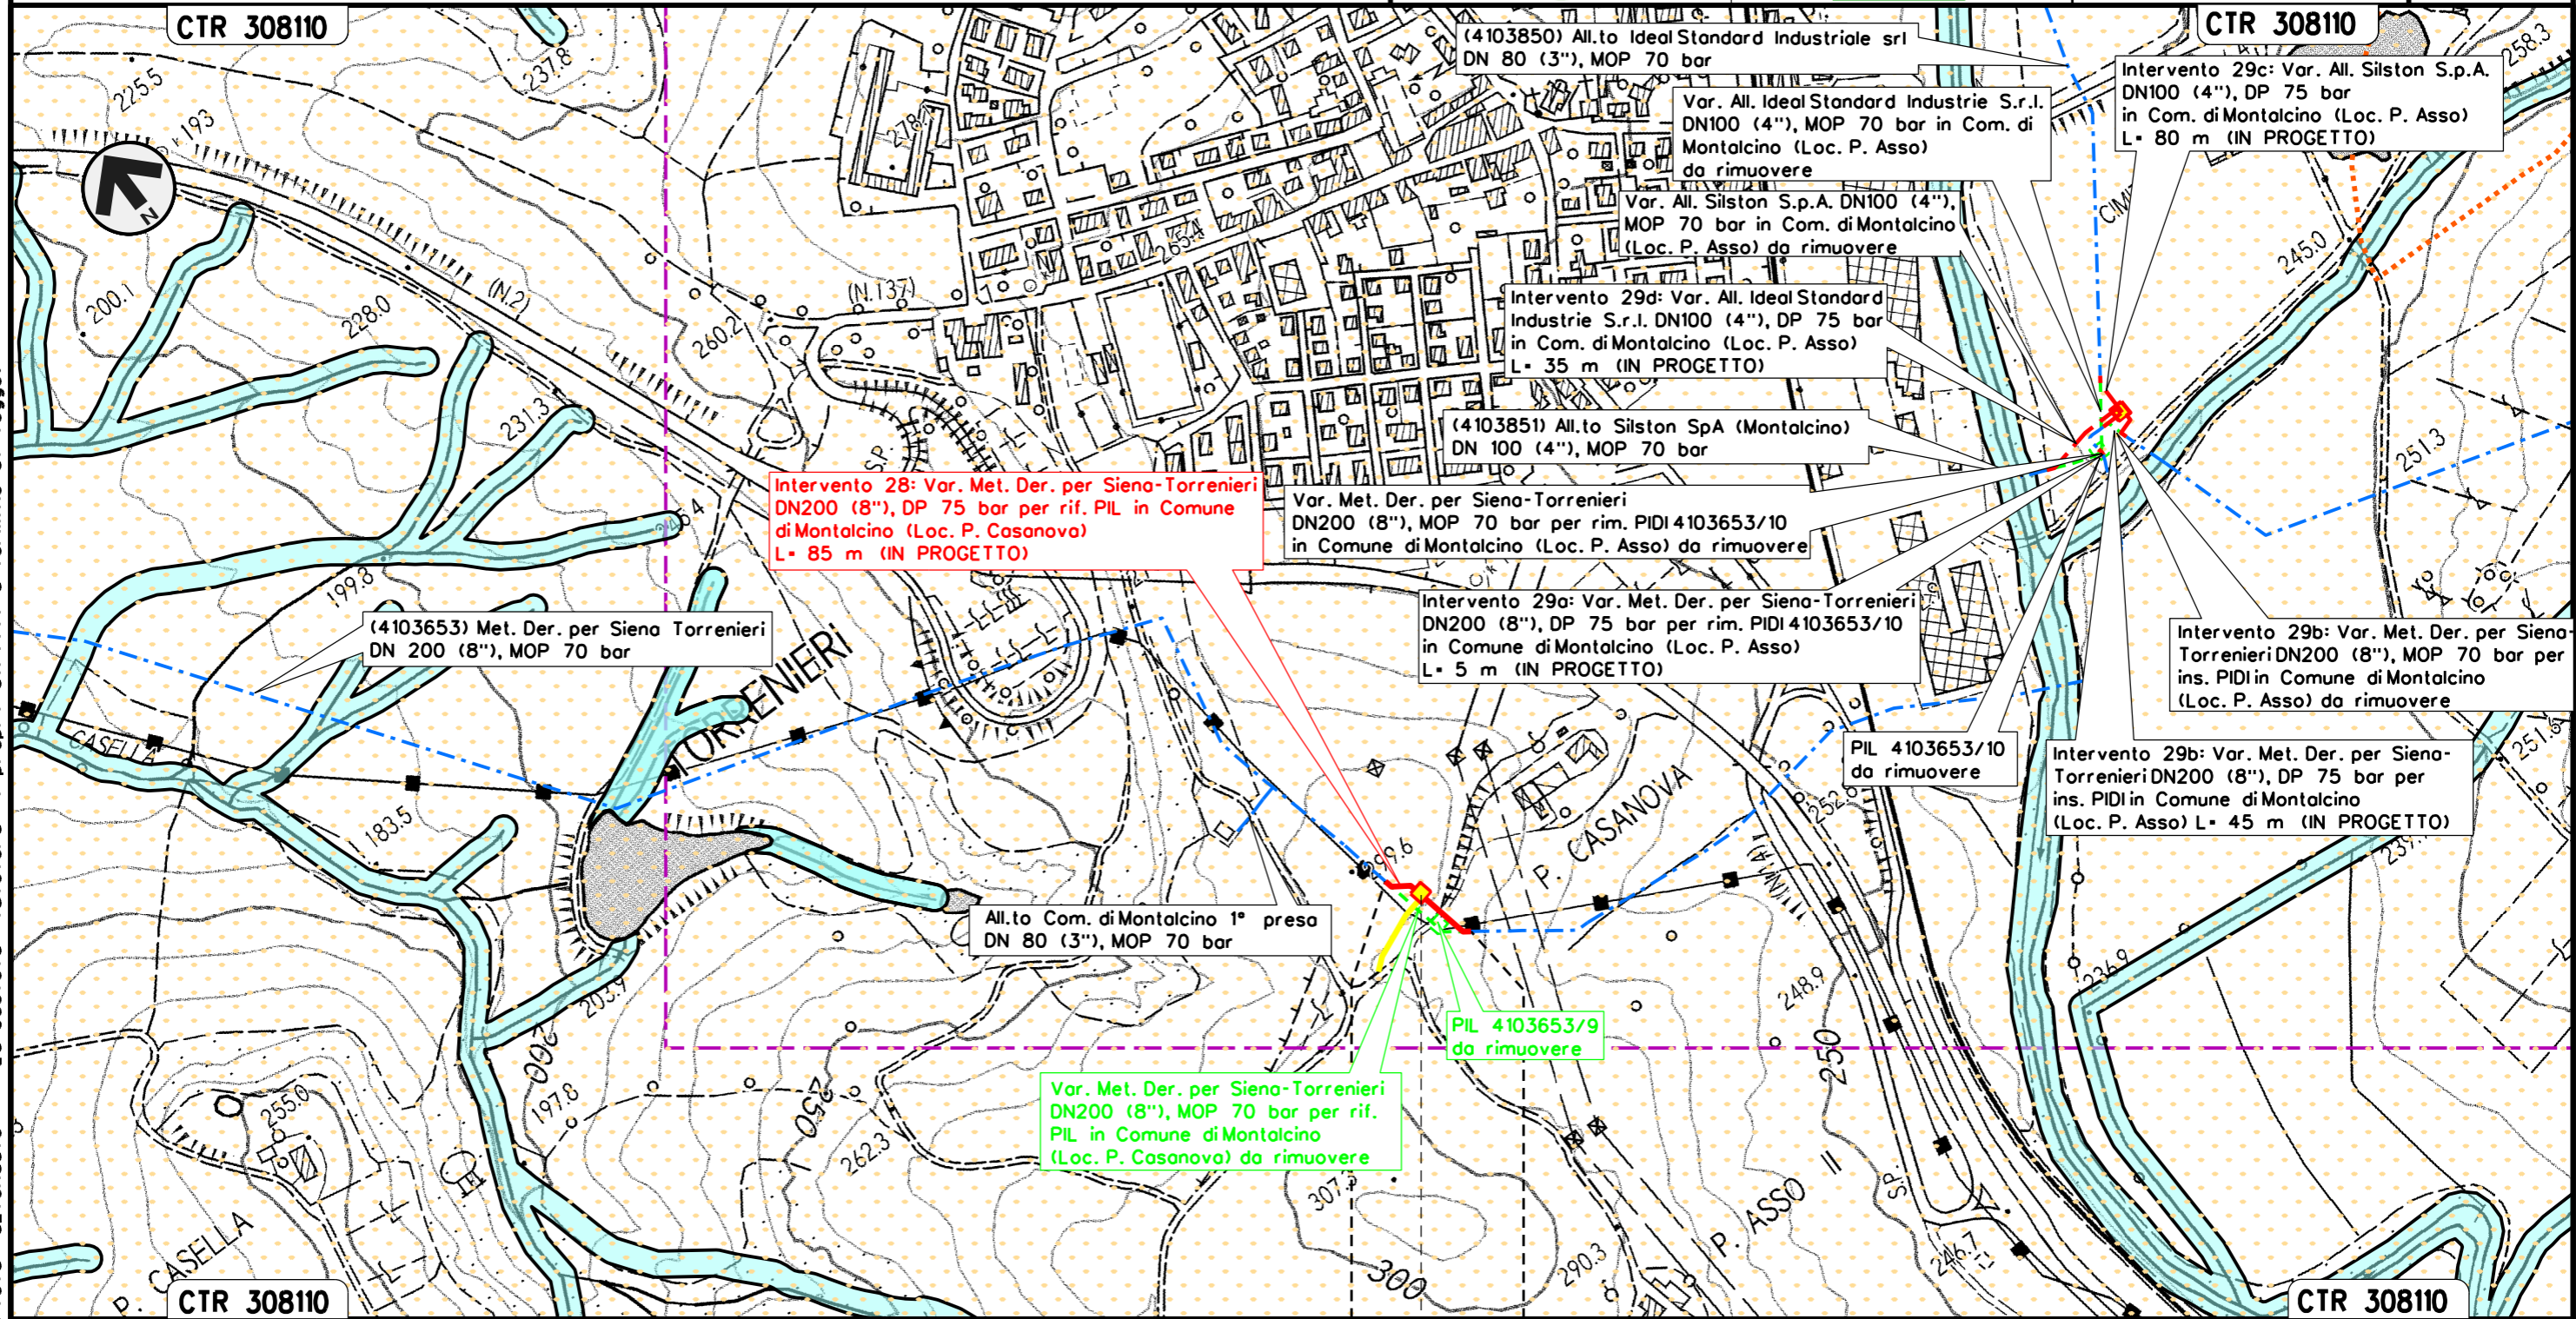 CTR 308110
CTR 308110
(4103850) All.to Ideal Standard Industriale srl
DN 80 (3"), MOP 70 bar
Intervento 29c: Var. All. Silston S.p.A.
DN100 (4"), DP 75 bar
in Com. di Montalcino (Loc. P. Asso)
L= 80 m (IN PROGETTO)
Var. All. Ideal Standard Industrie S.r.l.
DN100 (4"), MOP 70 bar in Com. di
Montalcino (Loc. P. Asso)
da rimuovere
Var. All. Silston S.p.A. DN100 (4"),
MOP 70 bar in Com. di Montalcino
(Loc. P. Asso) da rimuovere
Intervento 29d: Var. All. Ideal Standard
Industrie S.r.l. DN100 (4"), DP 75 bar
in Com. di Montalcino (Loc. P. Asso)
L= 35 m (IN PROGETTO)
(4103851) All.to Silston SpA (Montalcino)
DN 100 (4"), MOP 70 bar
Intervento 28: Var. Met. Der. per Siena-Torrenieri
DN200 (8"), DP 75 bar per rif. PIL in Comune
di Montalcino (Loc. P. Casanova)
L= 85 m (IN PROGETTO)
Var. Met. Der. per Siena-Torrenieri
DN200 (8"), MOP 70 bar per rim. PIDI 4103653/10
in Comune di Montalcino (Loc. P. Asso) da rimuovere
Intervento 29a: Var. Met. Der. per Siena-Torrenieri
DN200 (8"), DP 75 bar per rim. PIDI 4103653/10
in Comune di Montalcino (Loc. P. Asso)
L= 5 m (IN PROGETTO)
(4103653) Met. Der. per Siena Torrenieri
DN 200 (8"), MOP 70 bar
Intervento 29b: Var. Met. Der. per Siena-
Torrenieri DN200 (8"), MOP 70 bar per
ins. PIDI in Comune di Montalcino
(Loc. P. Asso) da rimuovere
PIL 4103653/10
da rimuovere
Intervento 29b: Var. Met. Der. per Siena-
Torrenieri DN200 (8"), DP 75 bar per
ins. PIDI in Comune di Montalcino
(Loc. P. Asso) L= 45 m (IN PROGETTO)
All.to Com. di Montalcino 1° presa
DN 80 (3"), MOP 70 bar
PIL 4103653/9
da rimuovere
Var. Met. Der. per Siena-Torrenieri
DN200 (8"), MOP 70 bar per rif.
PIL in Comune di Montalcino
(Loc. P. Casanova) da rimuovere
N
225.5
237.8
193
200.1
228.0
(N.2)
231.3
260.2
(N.137)
265.4
258.3
245.0
251.3
199.3
TORRENIERI
CASELLA
183.5
SP.
P. CASANOVA
248.9
236.9
203.9
200
197.8
250
262.3
255.0
P. CASELLA
300
290.3
P. ASSO II
250
SP.
246.7
CTR 308110
CTR 308110